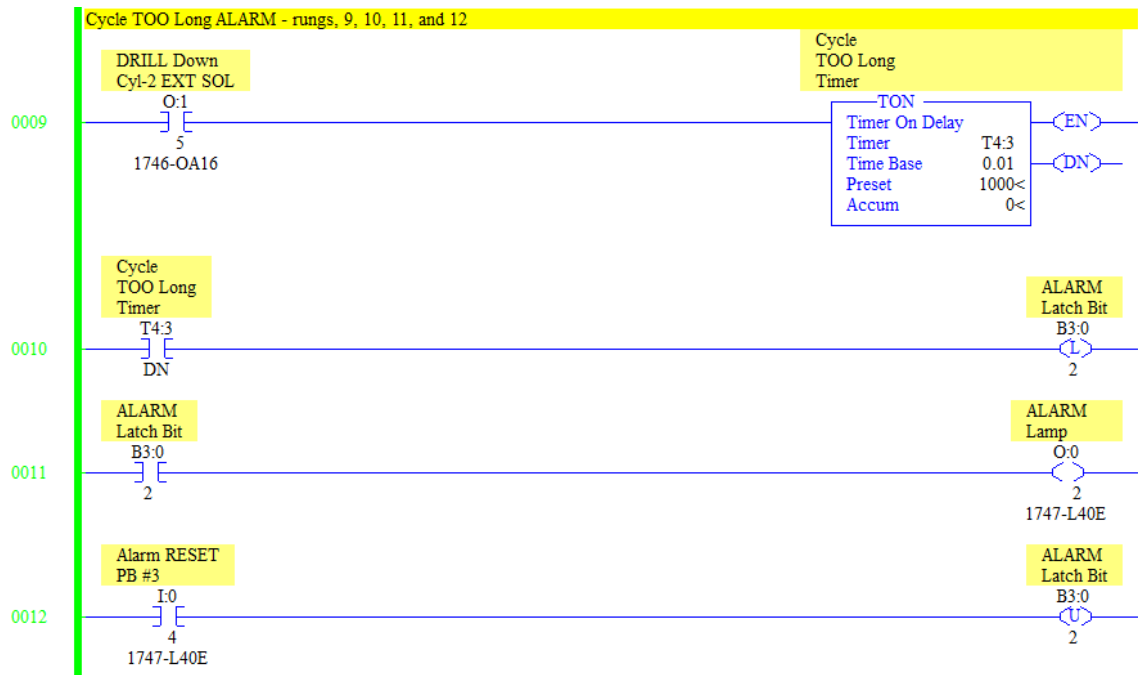 Cycle TOO Long ALARM - rungs, 9, 10, 11, and 12
DRILL Down
Cyl-2 EXT SOL
O:1
5
1746-OA16
0009
Cycle
TOO Long
Timer
TON
Timer On Delay
Timer T4:3
Time Base 0.01
Preset 1000<
Accum 0<
EN
DN
Cycle
TOO Long
Timer
T4:3
DN
0010
ALARM
Latch Bit
B3:0
L
2
ALARM
Latch Bit
B3:0
2
0011
ALARM
Lamp
O:0
2
1747-L40E
Alarm RESET
PB #3
I:0
4
1747-L40E
0012
ALARM
Latch Bit
B3:0
U
2